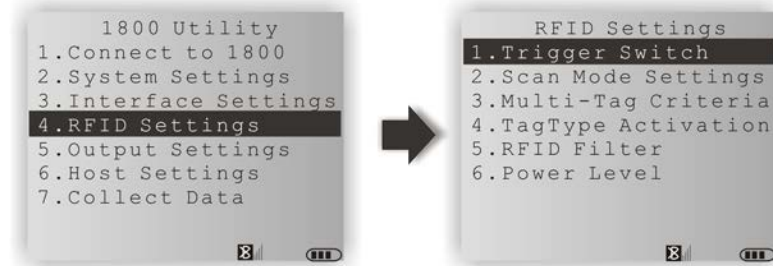 1800 Utility
1.Connect to 1800
2.System Settings
3.Interface Settings
4.RFID Settings
5.Output Settings
6.Host Settings
7.Collect Data
RFID Settings
1.Trigger Switch
2.Scan Mode Settings
3.Multi-Tag Criteria
4.TagType Activation
5.RFID Filter
6.Power Level